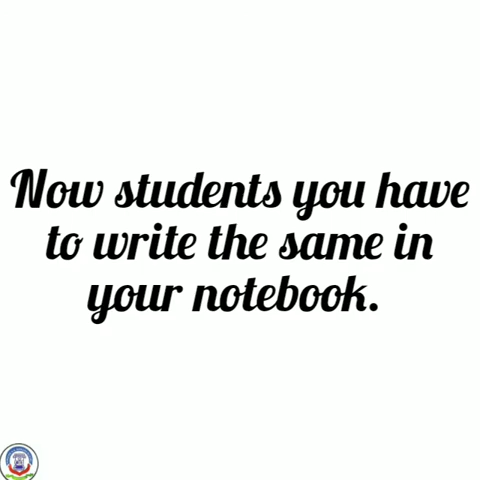 Now students you have
to write the same in
your notebook.